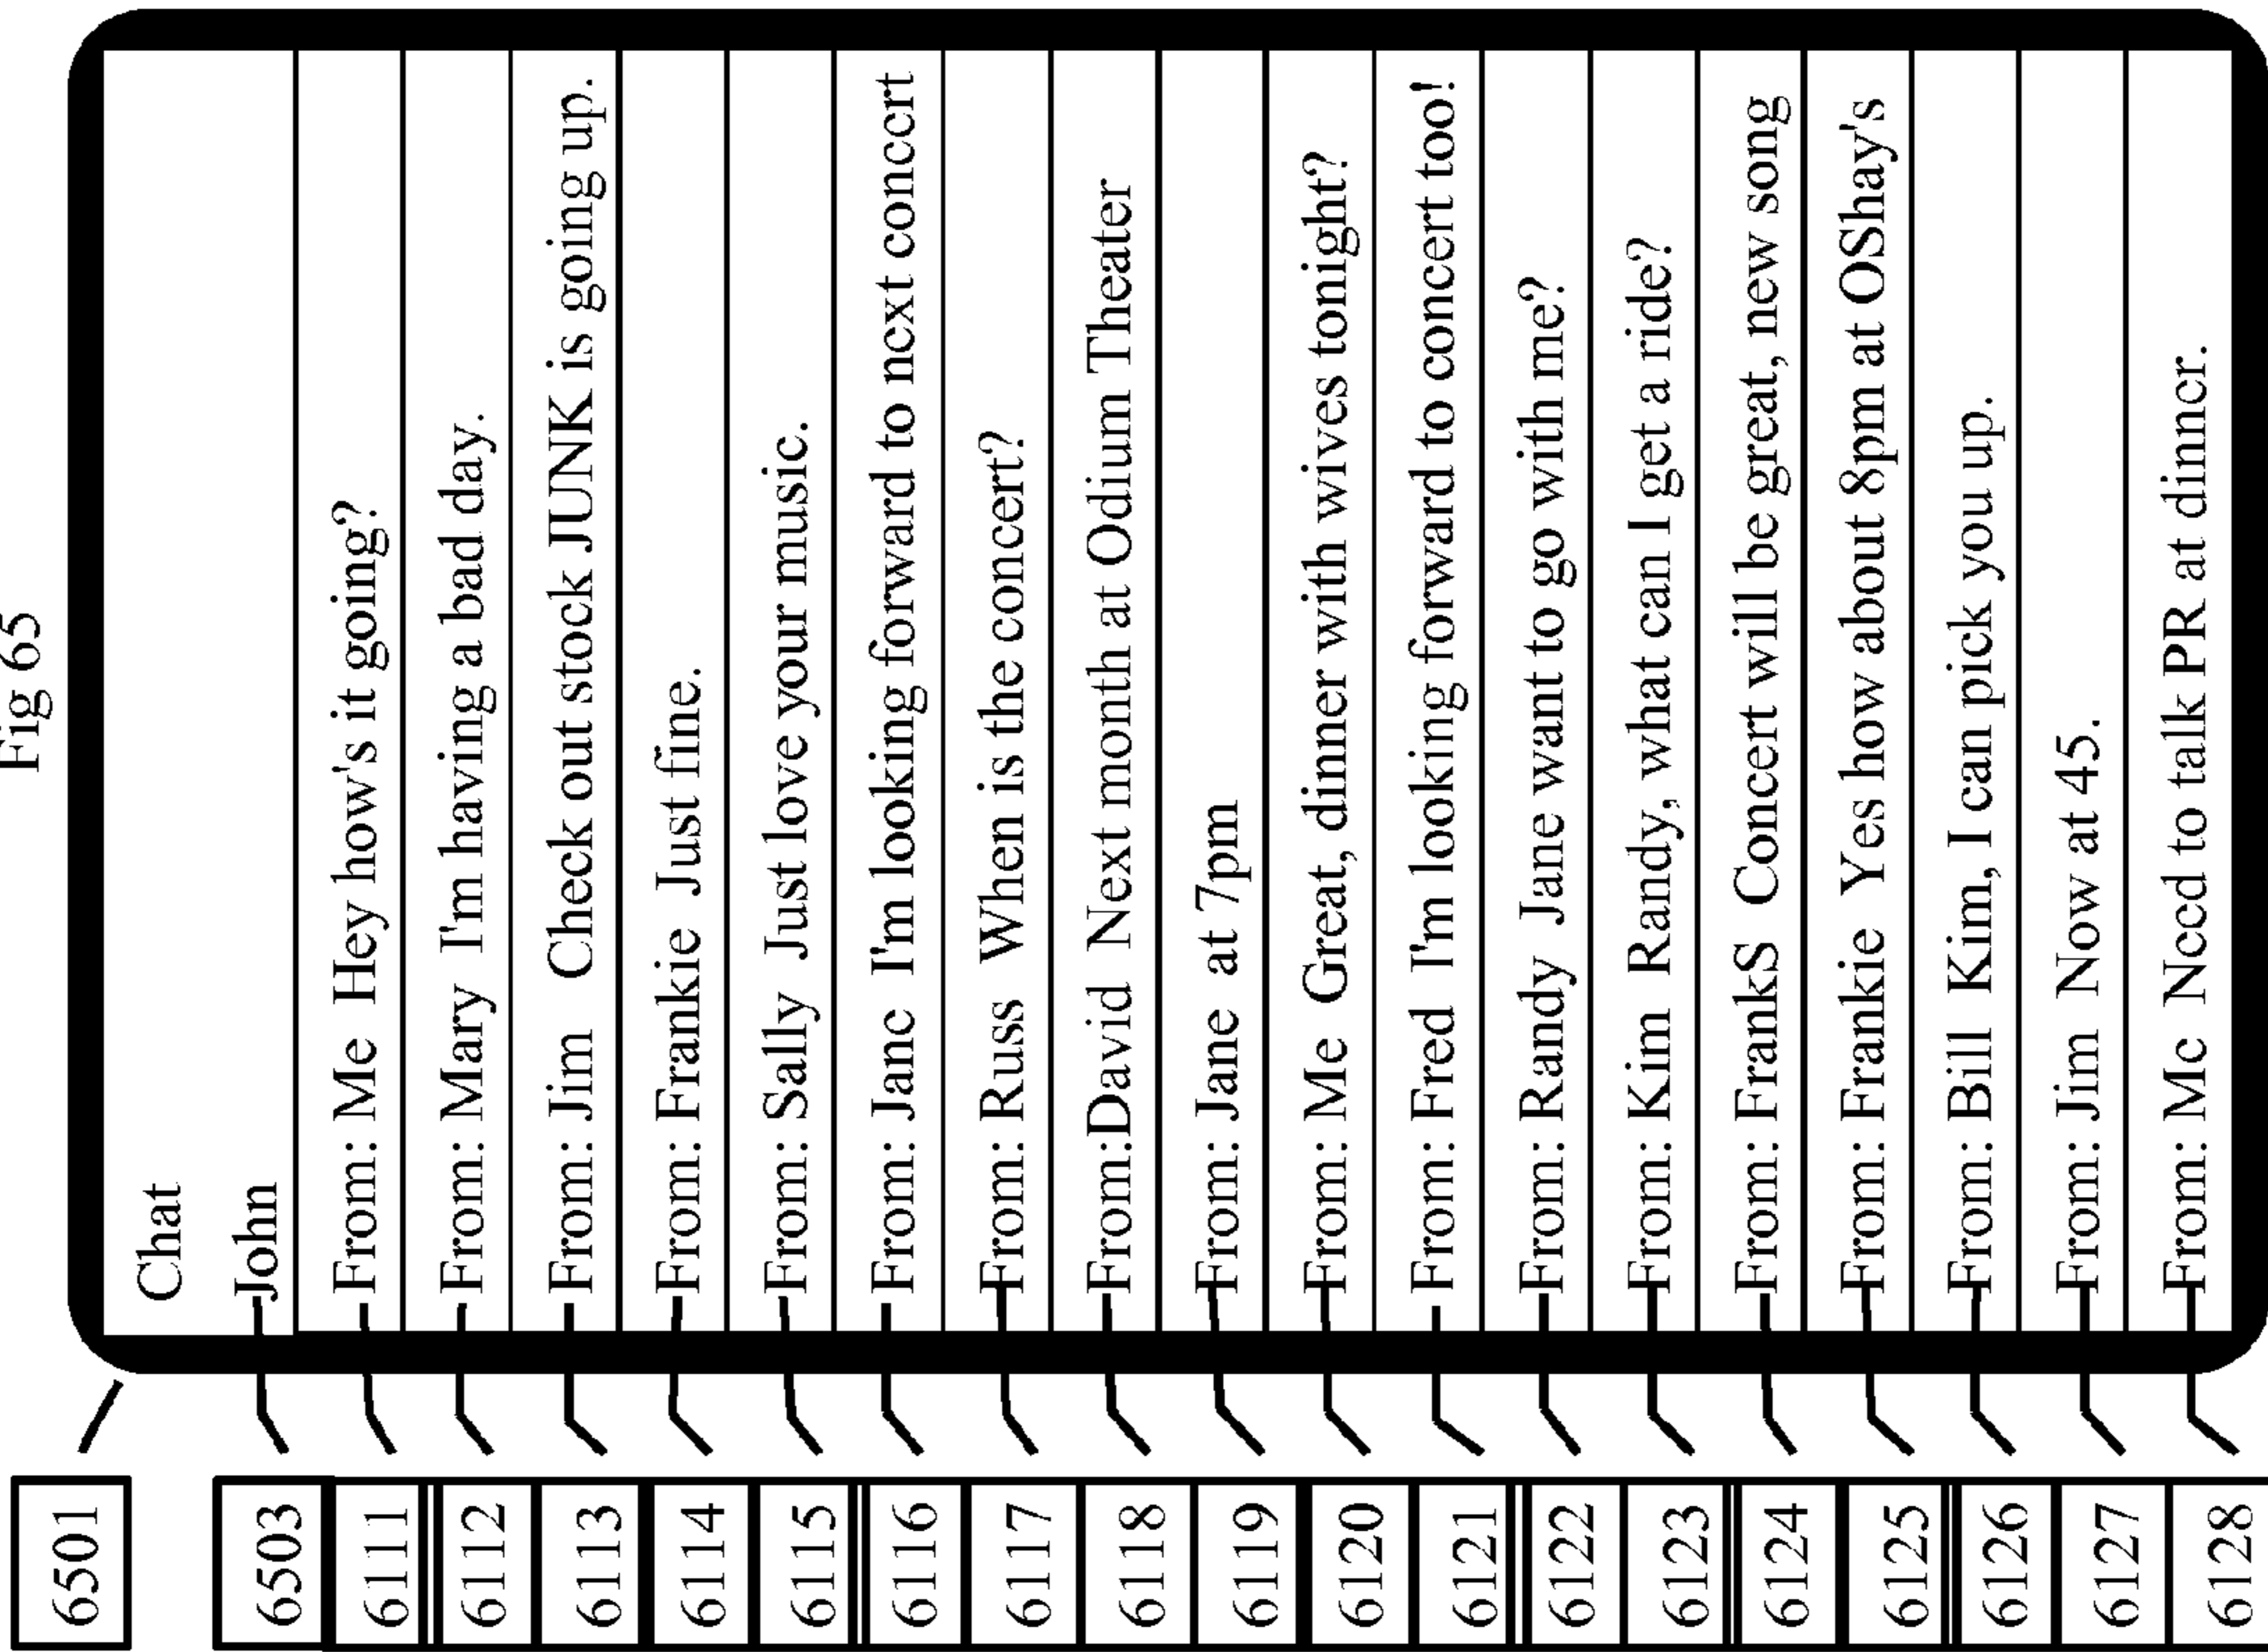 Fig 65
6501
Chat
6503 John
6111 From: Me Hey how's it going?
6112 From: Mary I'm having a bad day.
6113 From: Jim Check out stock JUNK is going up.
6114 From: Frankie Just fine.
6115 From: Sally Just love your music.
6116 From: Jane I'm looking forward to next concert
6117 From: Russ When is the concert?
6118 From:David Next month at Odium Theater
6119 From: Jane at 7pm
6120 From: Me Great, dinner with wives tonight?
6121 From: Fred I'm looking forward to concert too!
6122 From: Randy Jane want to go with me?
6123 From: Kim Randy, what can I get a ride?
6124 From: FrankS Concert will be great, new song
6125 From: Frankie Yes how about 8pm at OShay's
6126 From: Bill Kim, I can pick you up.
6127 From: Jim Now at 45.
6128 From: Me Need to talk PR at dinner.